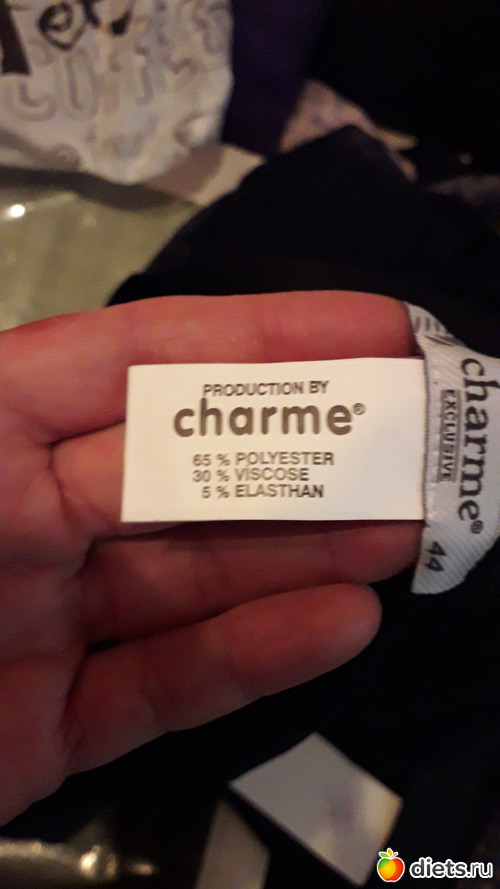 PRODUCTION BY
charme®
65 % POLYESTER
30 % VISCOSE
5 % ELASTHAN
charme®
EXCLUSIVE
44
diets.ru